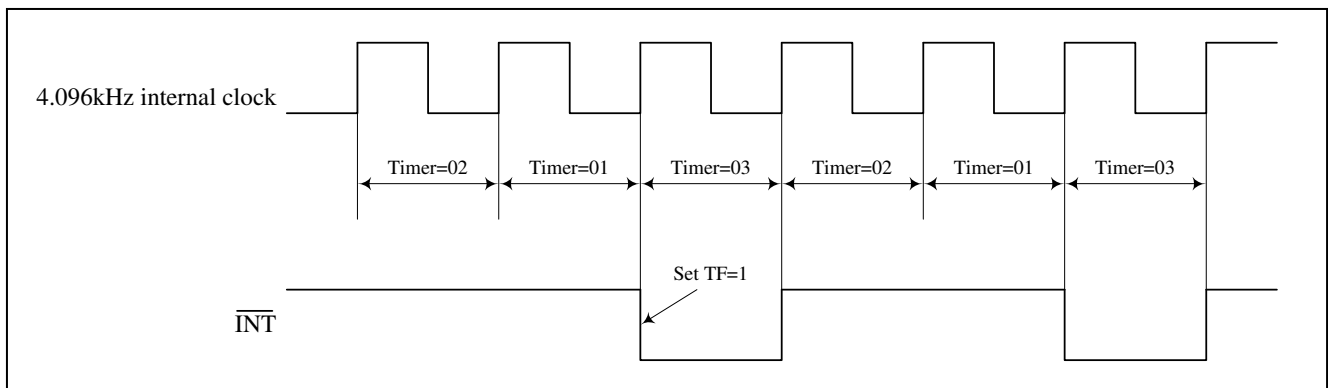 4.096kHz internal clock
Timer=02 Timer=01 Timer=03 Timer=02 Timer=01 Timer=03
Set TF=1
INT